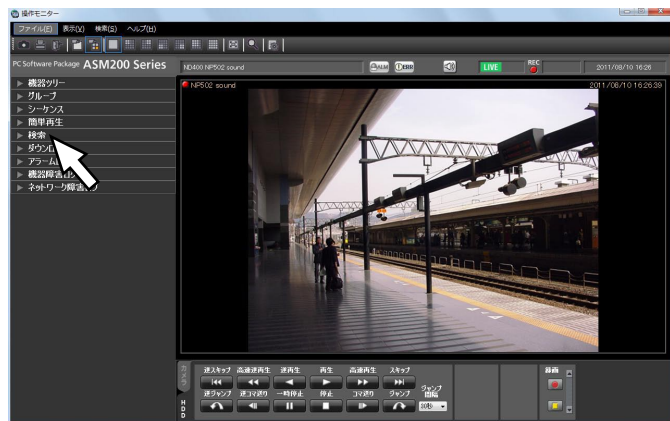 操作モニター
ファイル(F) 表示(V) 検索(S) ヘルプ(H)
PC Software Package ASM200 Series
ND400 NP502 sound ALM ERR LIVE REC 2011/08/10 16:26
▶ 機器ツリー
▶ グループ
▶ シーケンス
▶ 簡単再生
▶ 検索
▶ ダウンロ
▶ アラーム
▶ 機器障害ログ
▶ ネットワーク障害ログ
NP502 sound 2011/08/10 16:26:39
カメラ
HDD
逆スキップ 高速逆再生 逆再生 再生 高速再生 スキップ
逆ジャンプ 逆コマ送り 一時停止 停止 コマ送り ジャンプ
ジャンプ間隔
30秒
録画